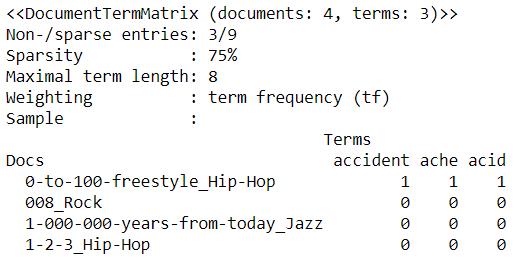 <<DocumentTermMatrix (documents: 4, terms: 3)>>
Non-/sparse entries: 3/9
Sparsity           : 75%
Maximal term length: 8
Weighting          : term frequency (tf)
Sample             :
                               Terms
Docs                            accident ache acid
  0-to-100-freestyle_Hip-Hop           1    1    1
  008_Rock                             0    0    0
  1-000-000-years-from-today_Jazz        0    0    0
  1-2-3_Hip-Hop                        0    0    0